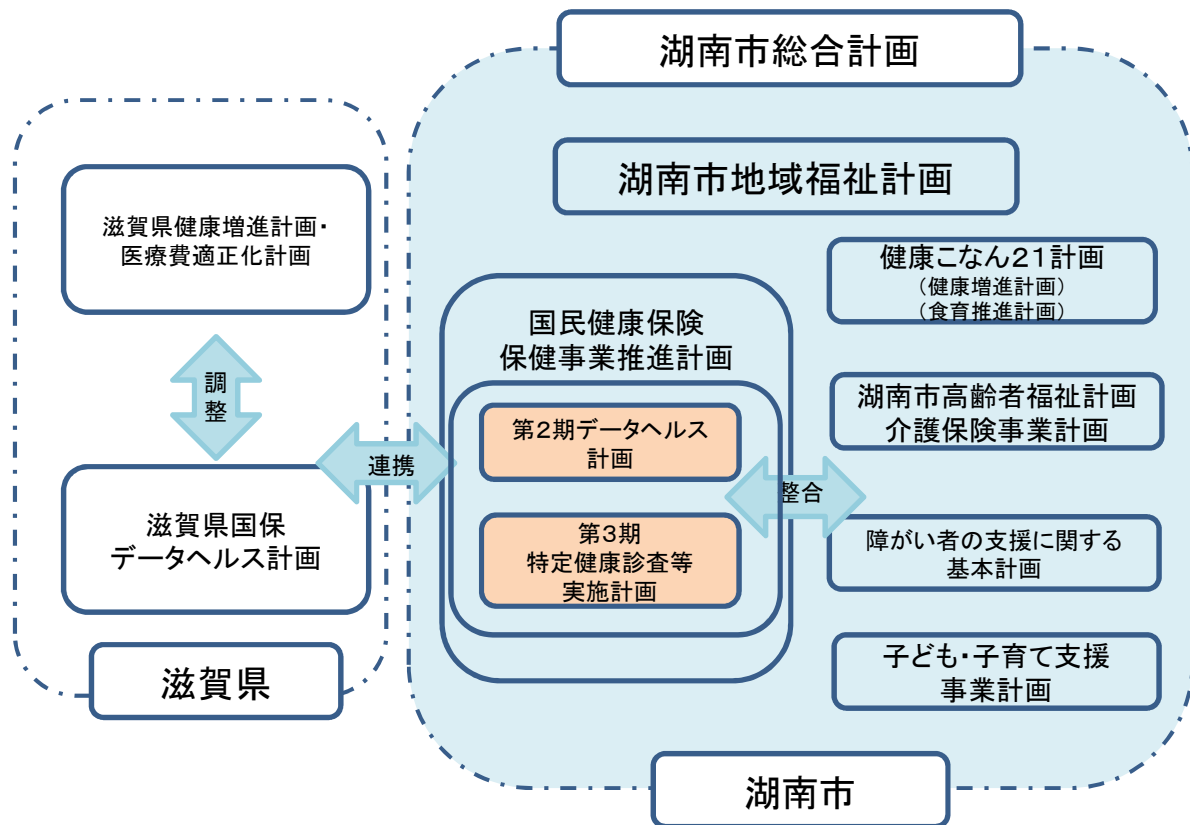 湖南市総合計画
湖南市地域福祉計画
滋賀県健康増進計画・
医療費適正化計画
調
整
滋賀県国保
データヘルス計画
滋賀県
連携
国民健康保険
保健事業推進計画
第2期データヘルス
計画
第3期
特定健康診査等
実施計画
整合
健康こなん21計画
（健康増進計画）
（食育推進計画）
湖南市高齢者福祉計画
介護保険事業計画
障がい者の支援に関する
基本計画
子ども・子育て支援
事業計画
湖南市